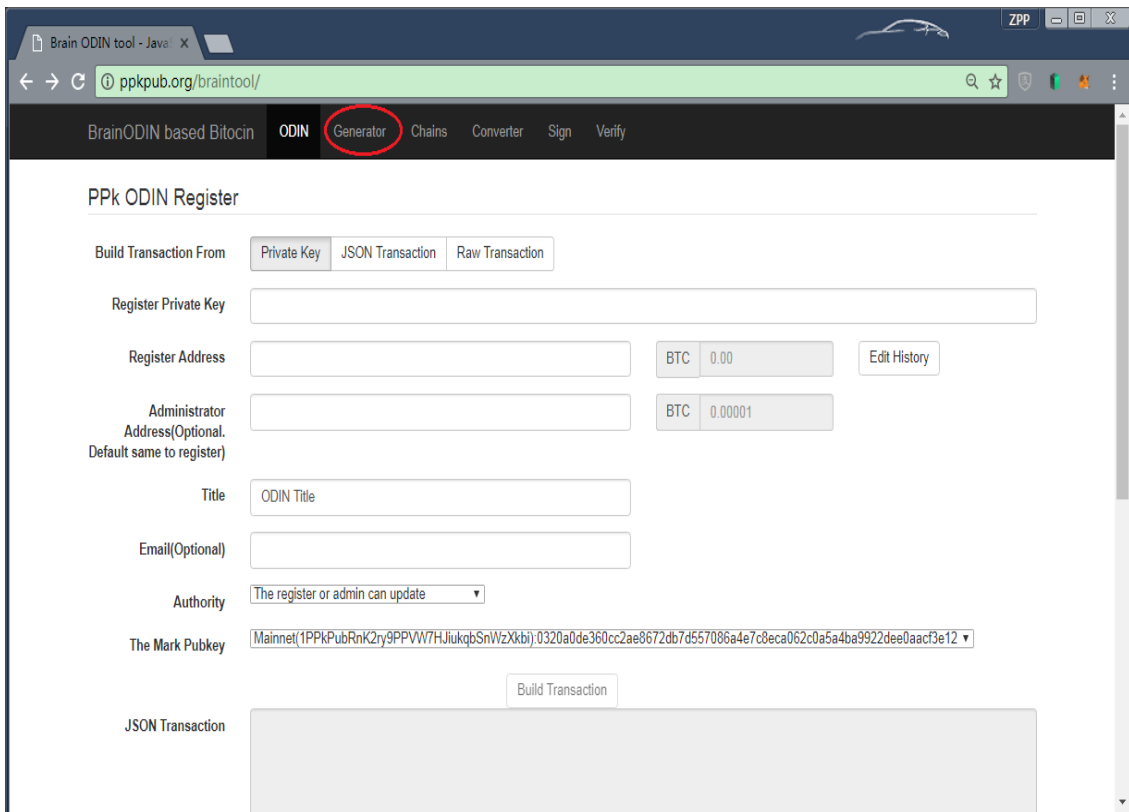 ZPP
Brain ODIN tool - Java
ppkpub.org/braintool/
BrainODIN based Bitocin ODIN Generator Chains Converter Sign Verify
PPk ODIN Register
Build Transaction From Private Key JSON Transaction Raw Transaction
Register Private Key
Register Address BTC 0.00 Edit History
Administrator
Address(Optional.
Default same to register)
BTC 0.00001
Title ODIN Title
Email(Optional)
Authority The register or admin can update
The Mark Pubkey Mainnet(1PPkPubRnK2ry9PPVW7HJiukqbSnWzXkbi):0320a0de360cc2ae8672db7d557086a4e7c8eca062c0a5a4ba9922dee0aacf3e12
Build Transaction
JSON Transaction